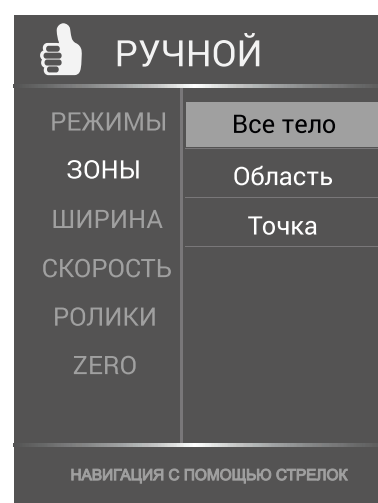 РУЧНОЙ
РЕЖИМЫ
ЗОНЫ
ШИРИНА
СКОРОСТЬ
РОЛИКИ
ZERO
Все тело
Область
Точка
НАВИГАЦИЯ С ПОМОЩЬЮ СТРЕЛОК